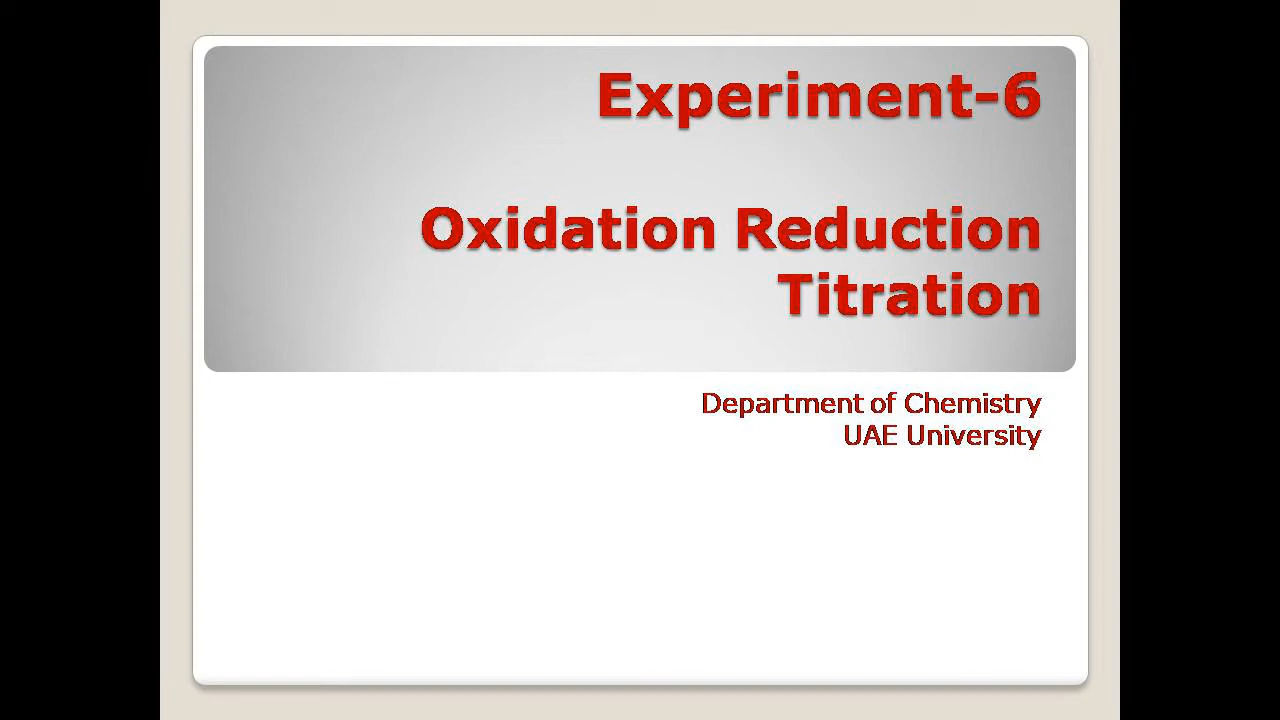 Experiment-6
Oxidation Reduction
Titration
Department of Chemistry
UAE University